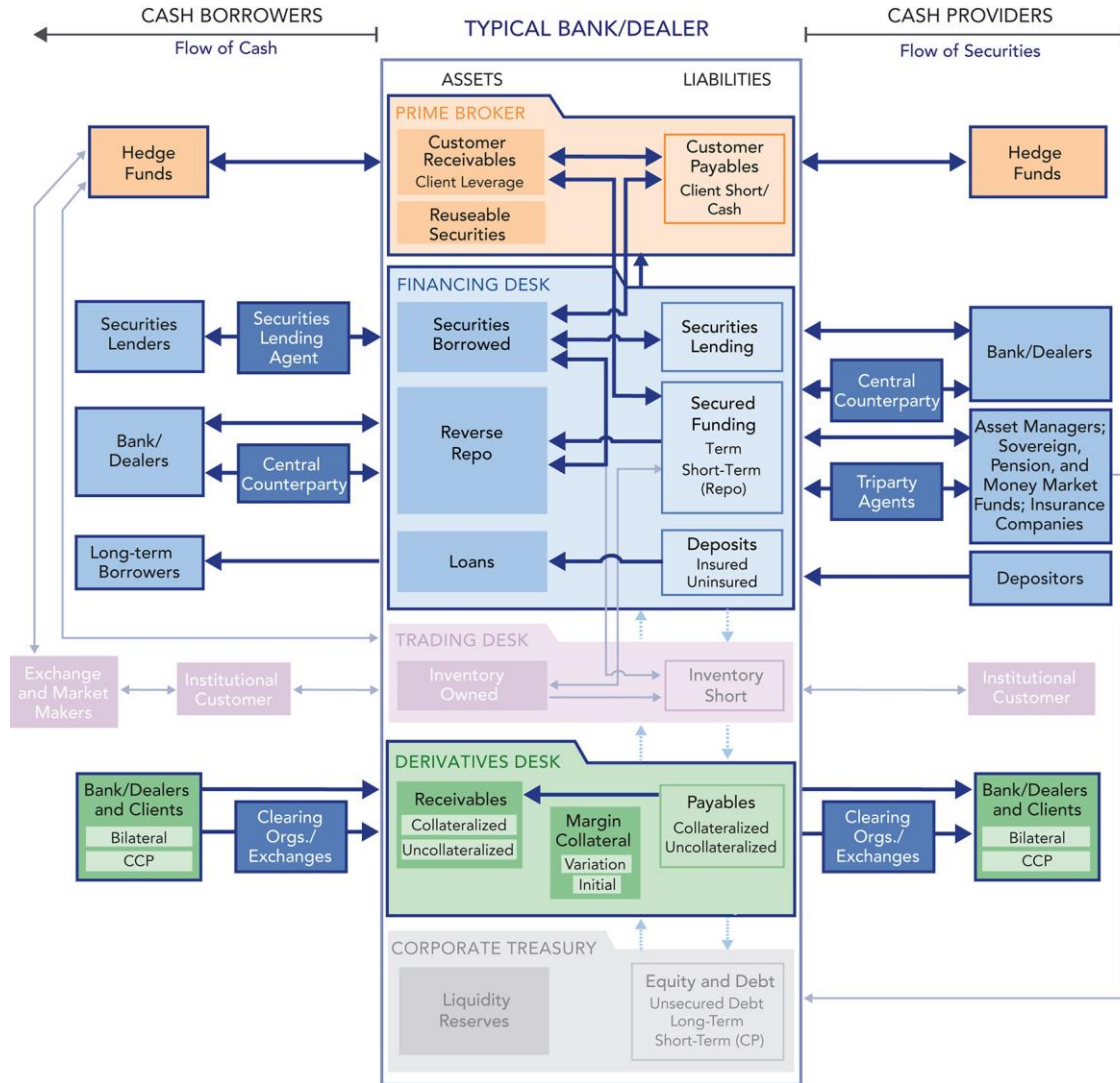 CASH BORROWERS
Flow of Cash
TYPICAL BANK/DEALER
CASH PROVIDERS
Flow of Securities
ASSETS
LIABILITIES
PRIME BROKER
Customer
Receivables
Client Leverage
Reuseable
Securities
Customer
Payables
Client Short/
Cash
Hedge
Funds
Hedge
Funds
FINANCING DESK
Securities
Borrowed
Securities
Lending
Reverse
Repo
Secured
Funding
Term
Short-Term
(Repo)
Loans
Deposits
Insured
Uninsured
Securities
Lenders
Securities
Lending
Agent
Bank/
Dealers
Central
Counterparty
Long-term
Borrowers
Bank/Dealers
Central
Counterparty
Asset Managers;
Sovereign,
Pension, and
Money Market
Funds; Insurance
Companies
Triparty
Agents
Depositors
TRADING DESK
Inventory
Owned
Inventory
Short
Exchange
and Market
Makers
Institutional
Customer
Institutional
Customer
DERIVATIVES DESK
Receivables
Collateralized
Uncollateralized
Margin
Collateral
Variation
Initial
Payables
Collateralized
Uncollateralized
Bank/Dealers
and Clients
Bilateral
CCP
Clearing
Orgs./
Exchanges
Clearing
Orgs./
Exchanges
Bank/Dealers
and Clients
Bilateral
CCP
CORPORATE TREASURY
Liquidity
Reserves
Equity and Debt
Unsecured Debt
Long-Term
Short-Term (CP)